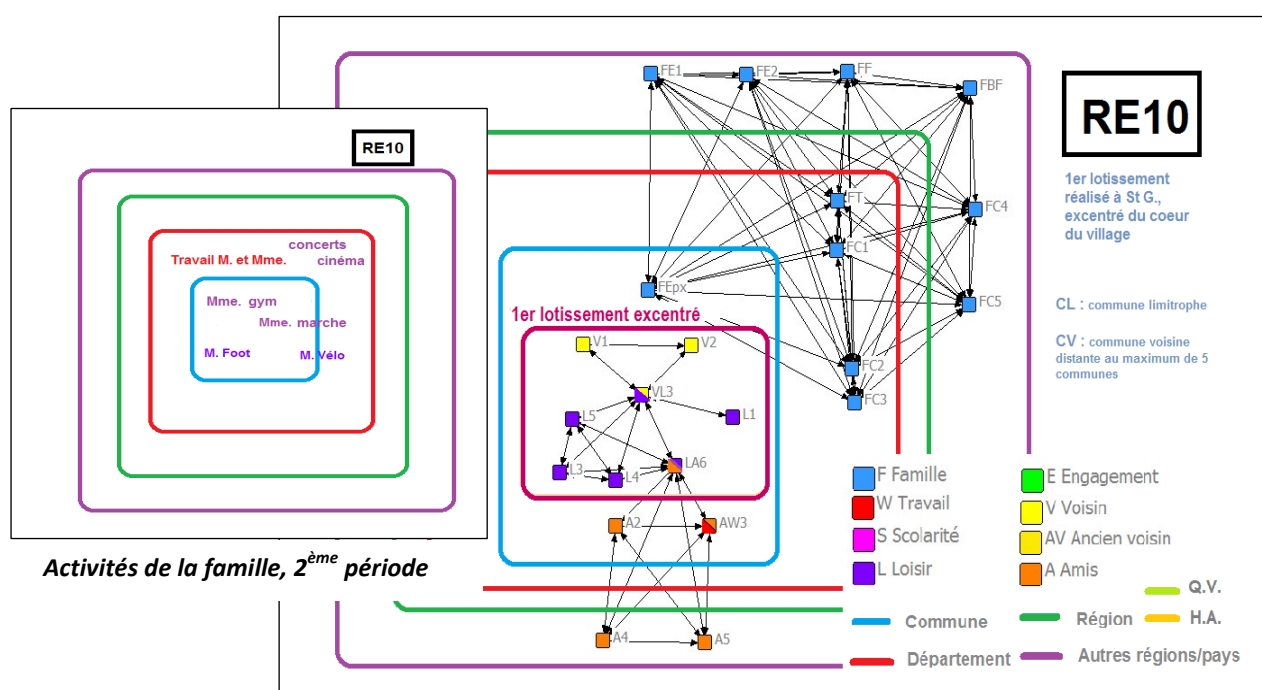 RE10
concerts
Travail M. et Mme.
cinéma
Mme. gym
Mme. marche
M. Foot
M. Vélo
Activités de la famille, 2ème période
FE1
FE2
FF
FBF
FT
FC4
FC1
FEpx
FC5
FC2
FC3
1er lotissement excentré
V1
V2
VL3
L5
L1
L3
L4
LA6
A2
AW3
A4
A5
RE10
1er lotissement
réalisé à St G.,
excentré du coeur
du village
CL : commune limitrophe
CV : commune voisine
distante au maximum de 5
communes
F Famille
W Travail
S Scolarité
L Loisir
E Engagement
V Voisin
AV Ancien voisin
A Amis
Q.V.
H.A.
Commune
Région
Département
Autres régions/pays